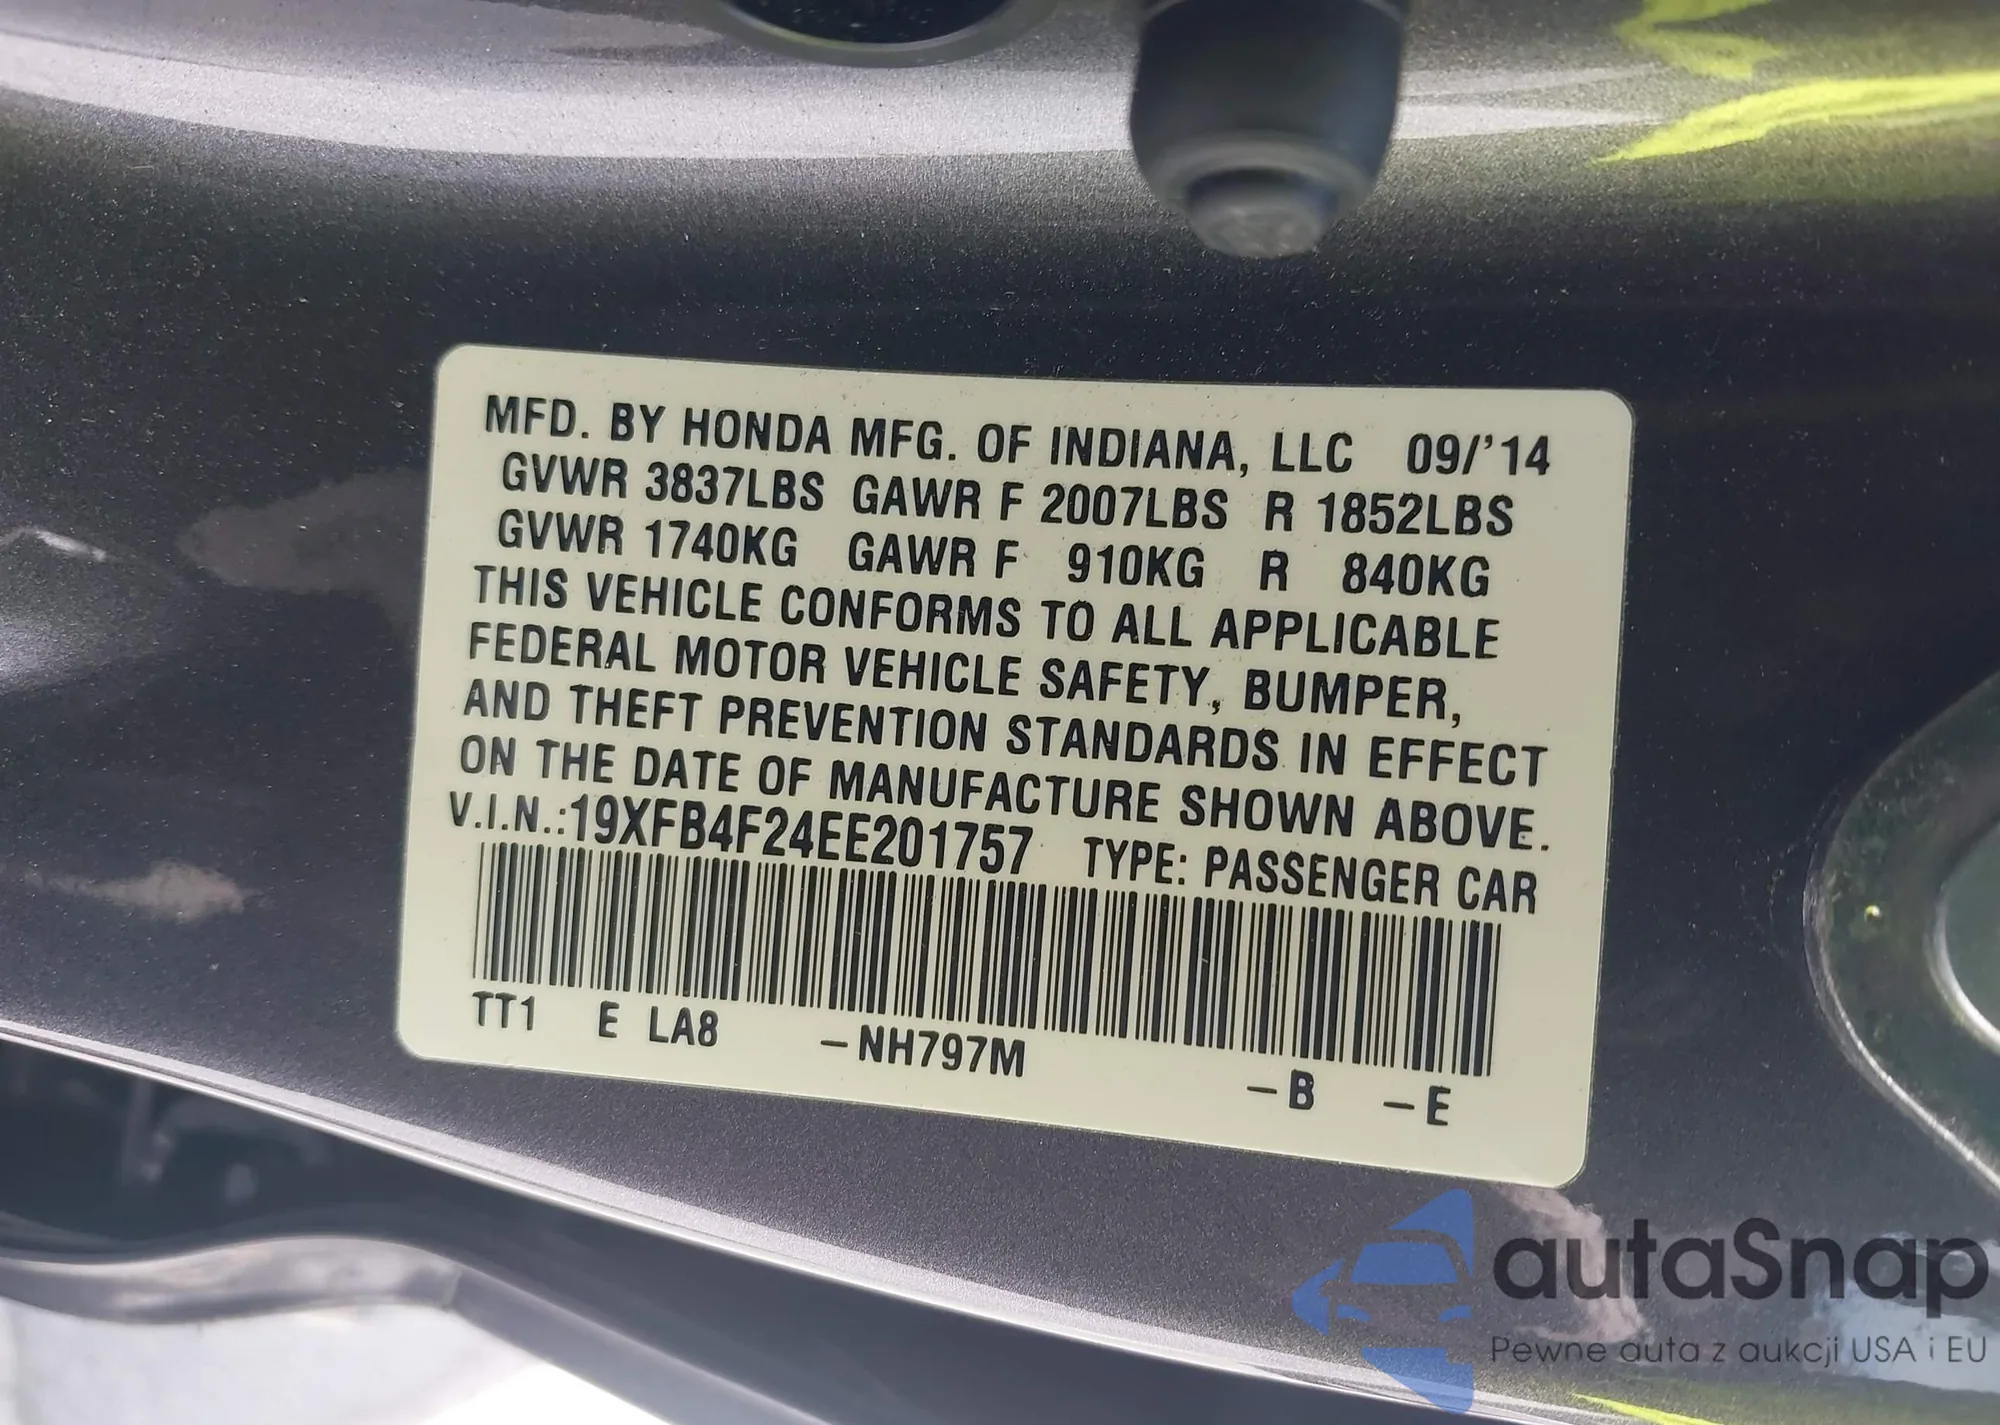 MFD. BY HONDA MFG. OF INDIANA, LLC 09/'14
GVWR 3837LBS GAWR F 2007LBS R 1852LBS
GVWR 1740KG GAWR F 910KG R 840KG
THIS VEHICLE CONFORMS TO ALL APPLICABLE
FEDERAL MOTOR VEHICLE SAFETY, BUMPER,
AND THEFT PREVENTION STANDARDS IN EFFECT
ON THE DATE OF MANUFACTURE SHOWN ABOVE.
V.I.N.:19XFB4F24EE201757 TYPE: PASSENGER CAR
TT1 E LA8 -NH797M -B -E
autaSnap
Pewne auta z aukcji USA i EU